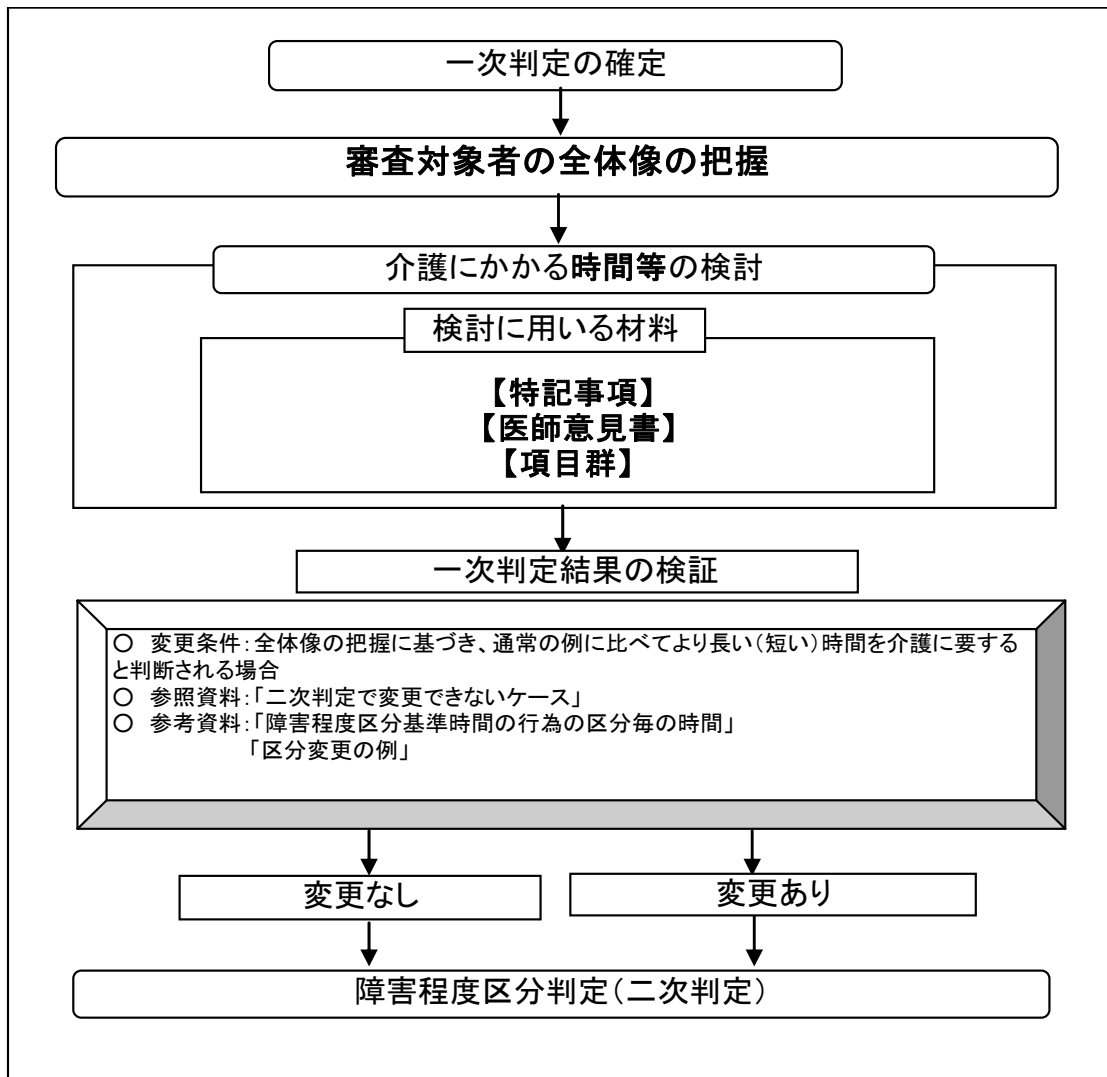 一次判定の確定
審査対象者の全体像の把握
介護にかかる時間等の検討
検討に用いる材料
【特記事項】
【医師意見書】
【項目群】
一次判定結果の検証
○ 変更条件：全体像の把握に基づき、通常の例に比べてより長い（短い）時間を介護に要する
と判断される場合
○ 参照資料：「二次判定で変更できないケース」
○ 参考資料：「障害程度区分基準時間の行為の区分毎の時間」
「区分変更の例」
変更なし
変更あり
障害程度区分判定（二次判定）